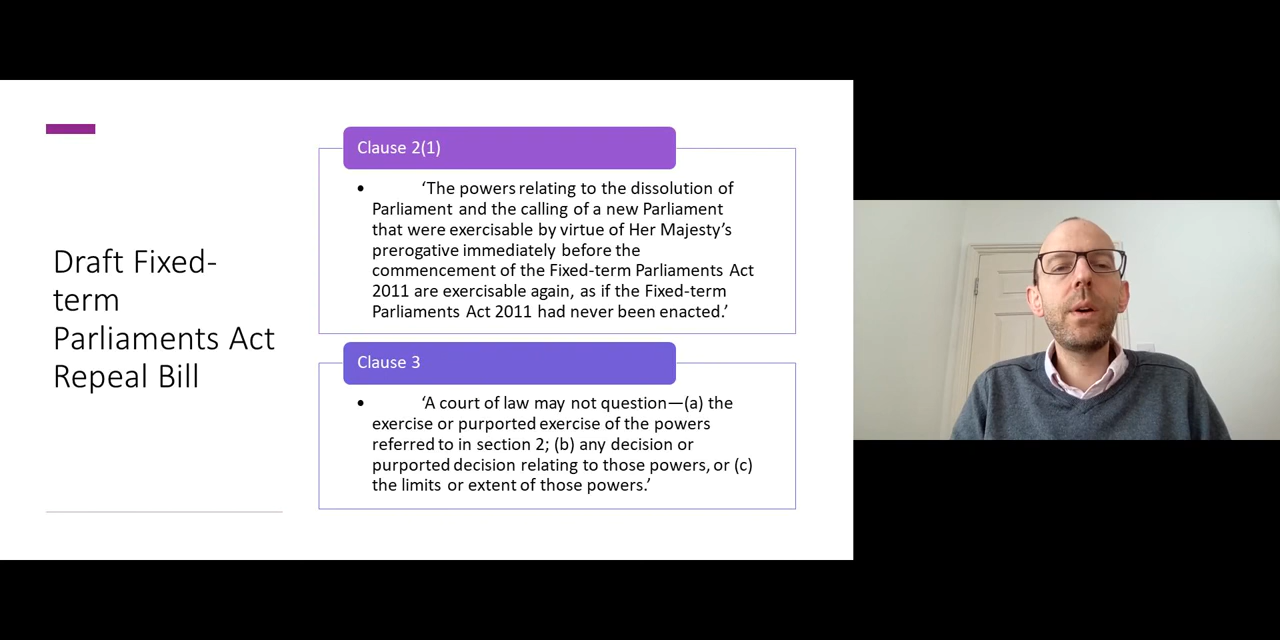 Draft Fixed-
term
Parliaments Act
Repeal Bill
Clause 2(1)
• ‘The powers relating to the dissolution of
Parliament and the calling of a new Parliament
that were exercisable by virtue of Her Majesty’s
prerogative immediately before the
commencement of the Fixed-term Parliaments Act
2011 are exercisable again, as if the Fixed-term
Parliaments Act 2011 had never been enacted.’
Clause 3
• ‘A court of law may not question—(a) the
exercise or purported exercise of the powers
referred to in section 2; (b) any decision or
purported decision relating to those powers, or (c)
the limits or extent of those powers.’